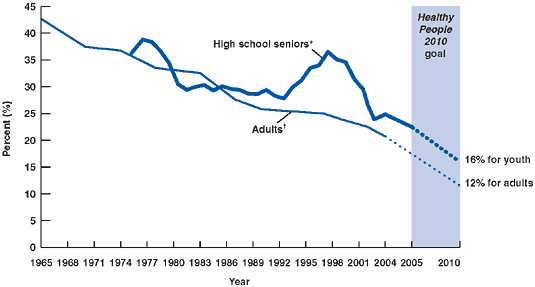 45
40
35
30
25
20
15
10
5
0
Percent (%)
High school seniors*
Adults†
Healthy
People
2010
goal
16% for youth
12% for adults
1965 1968 1971 1974 1977 1980 1983 1986 1989 1992 1995 1998 2001 2004 2005 2010
Year